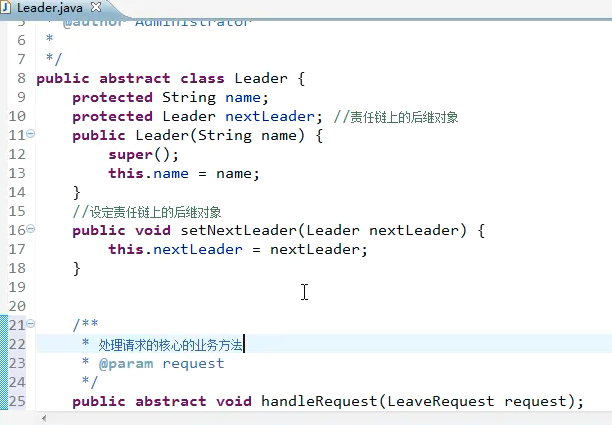 Leader.java
5 * @author Administrator
6 *
7 */
8 public abstract class Leader {
9 protected String name;
10 protected Leader nextLeader; //责任链上的后继对象
11 public Leader(String name) {
12 super();
13 this.name = name;
14 }
15 //设定责任链上的后继对象
16 public void setNextLeader(Leader nextLeader) {
17 this.nextLeader = nextLeader;
18 }
19
20
21 /**
22 * 处理请求的核心的业务方法
23 * @param request
24 */
25 public abstract void handleRequest(LeaveRequest request);